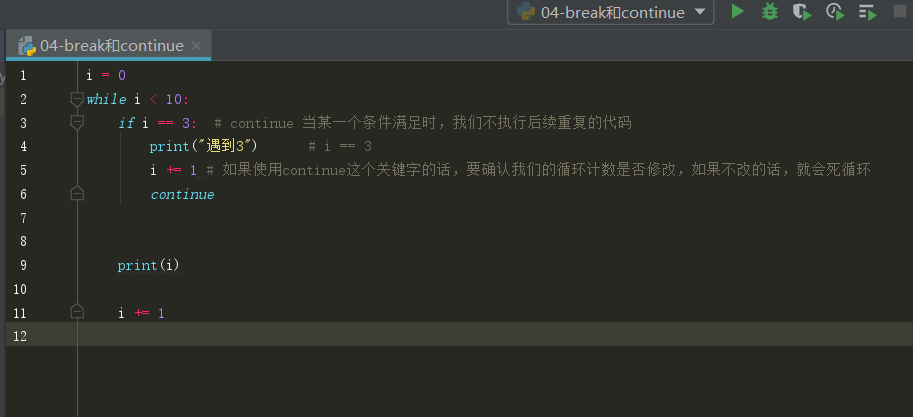 04-break和continue
04-break和continue
1 i = 0
2 while i < 10:
3 if i == 3: # continue 当某一个条件满足时，我们不执行后续重复的代码
4 print("遇到3") # i == 3
5 i += 1 # 如果使用continue这个关键字的话，要确认我们的循环计数是否修改，如果不改的话，就会死循环
6 continue
7
8
9 print(i)
10
11 i += 1
12